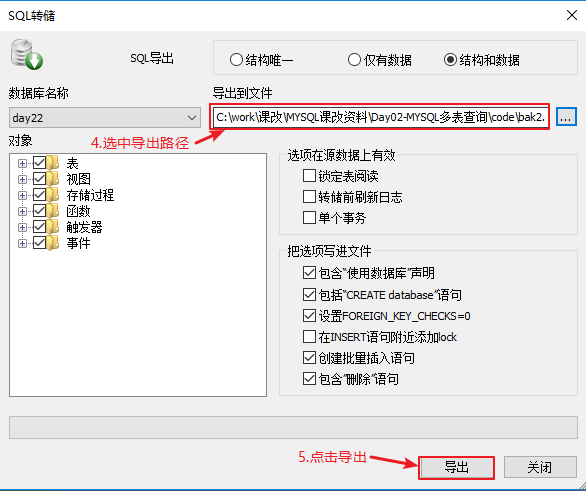 SQL转储
SQL导出
结构唯一
仅有数据
结构和数据
数据库名称
导出到文件
day22
C:\work\课改\MYSQL课改资料\Day02-MYSQL多表查询\code\bak2.
...
4.选中导出路径
对象
表
视图
存储过程
函数
触发器
事件
选项在源数据上有效
锁定表阅读
转储前刷新日志
单个事务
把选项写进文件
包含“使用数据库”声明
包括“CREATE database”语句
设置FOREIGN_KEY_CHECKS=0
在INSERT语句附近添加lock
创建批量插入语句
包含“删除”语句
5.点击导出
导出
关闭